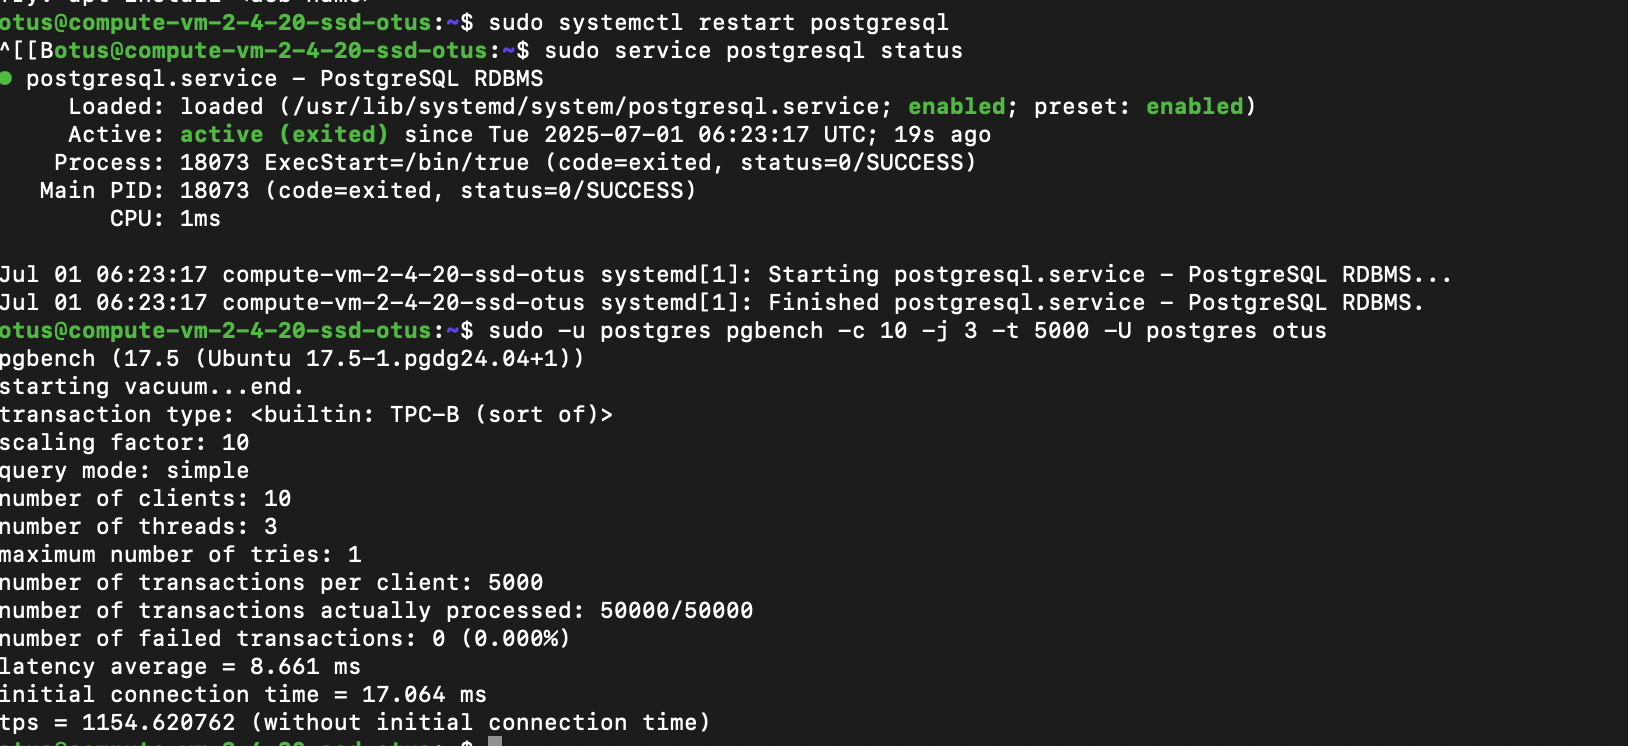 otus@compute-vm-2-4-20-ssd-otus:~$ sudo systemctl restart postgresql
^[[Botus@compute-vm-2-4-20-ssd-otus:~$ sudo service postgresql status
● postgresql.service - PostgreSQL RDBMS
     Loaded: loaded (/usr/lib/systemd/system/postgresql.service; enabled; preset: enabled)
     Active: active (exited) since Tue 2025-07-01 06:23:17 UTC; 19s ago
    Process: 18073 ExecStart=/bin/true (code=exited, status=0/SUCCESS)
   Main PID: 18073 (code=exited, status=0/SUCCESS)
        CPU: 1ms

Jul 01 06:23:17 compute-vm-2-4-20-ssd-otus systemd[1]: Starting postgresql.service - PostgreSQL RDBMS...
Jul 01 06:23:17 compute-vm-2-4-20-ssd-otus systemd[1]: Finished postgresql.service - PostgreSQL RDBMS.
otus@compute-vm-2-4-20-ssd-otus:~$ sudo -u postgres pgbench -c 10 -j 3 -t 5000 -U postgres otus
pgbench (17.5 (Ubuntu 17.5-1.pgdg24.04+1))
starting vacuum...end.
transaction type: <builtin: TPC-B (sort of)>
scaling factor: 10
query mode: simple
number of clients: 10
number of threads: 3
maximum number of tries: 1
number of transactions per client: 5000
number of transactions actually processed: 50000/50000
number of failed transactions: 0 (0.000%)
latency average = 8.661 ms
initial connection time = 17.064 ms
tps = 1154.620762 (without initial connection time)
otus@compute-vm-2-4-20-ssd-otus:~$